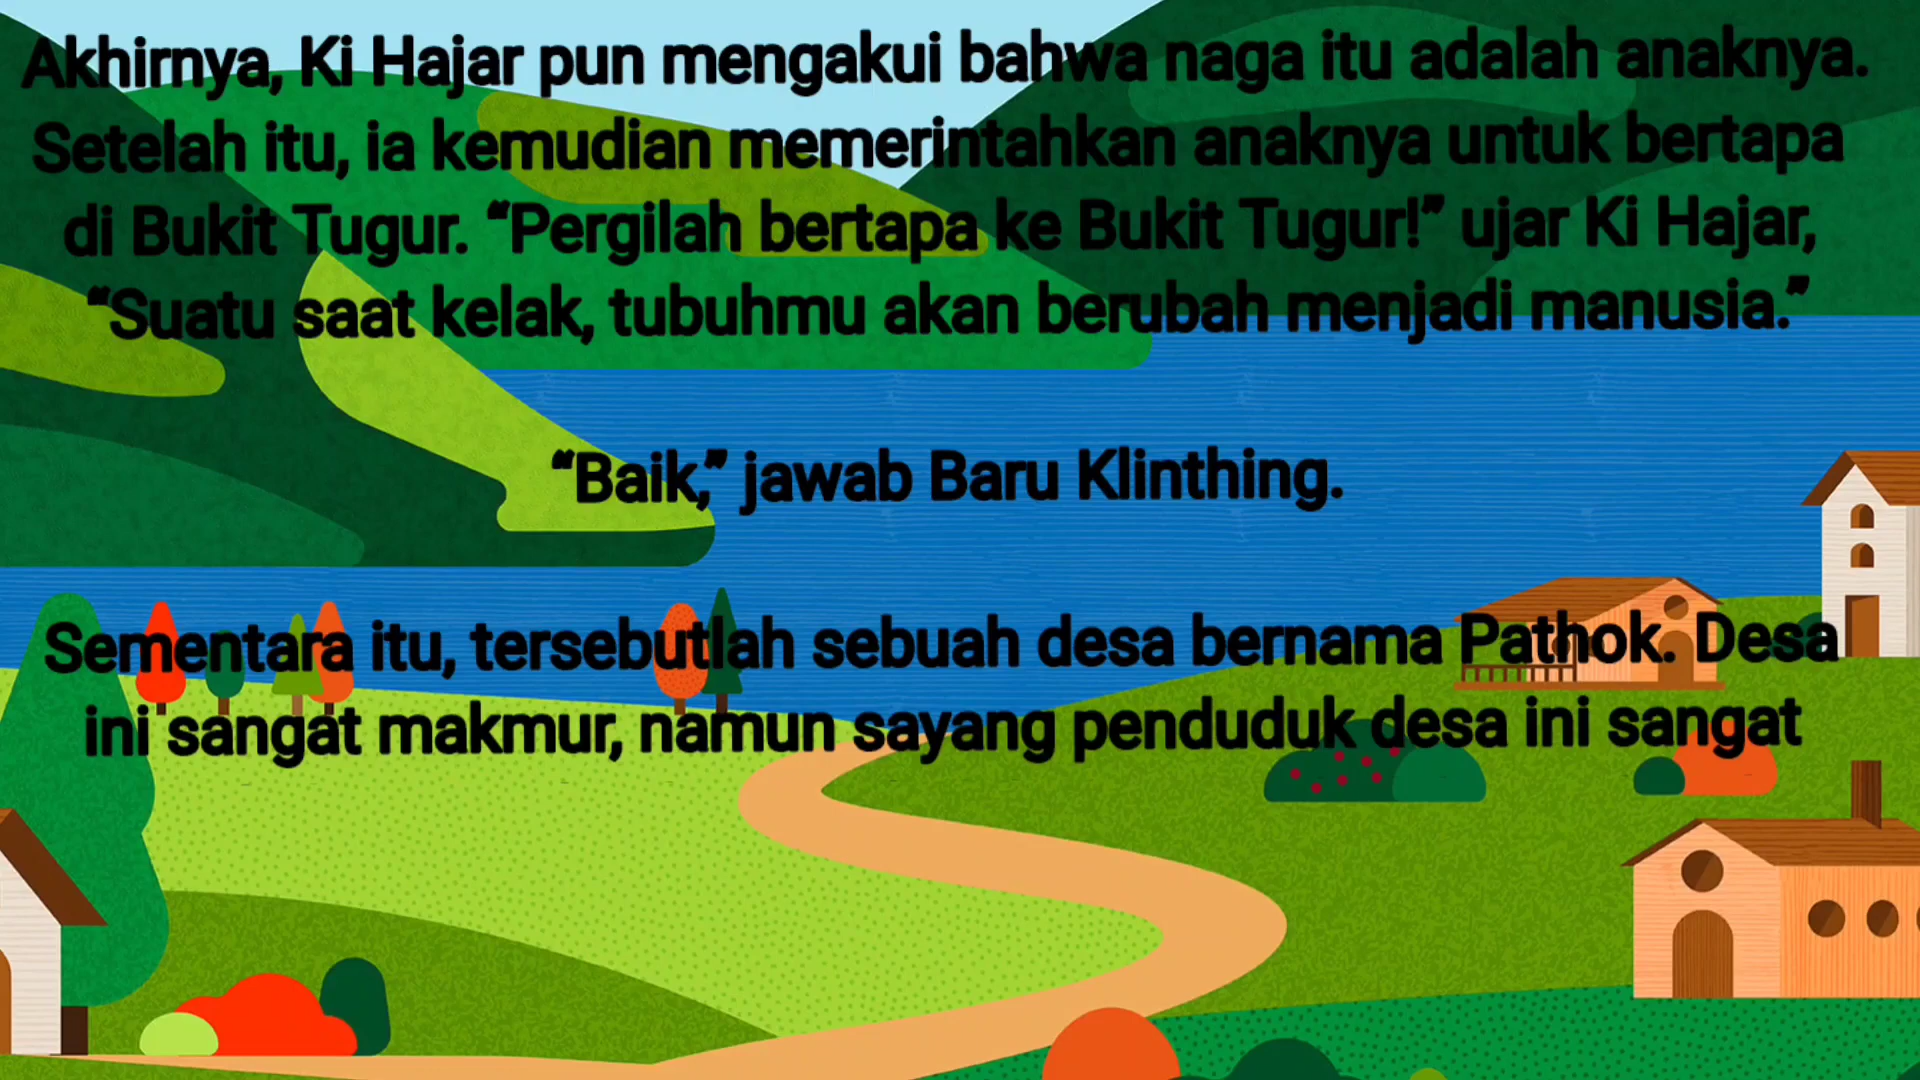 Akhirnya, Ki Hajar pun mengakui bahwa naga itu adalah anaknya.
Setelah itu, ia kemudian memerintahkan anaknya untuk bertapa
di Bukit Tugur. “Pergilah bertapa ke Bukit Tugur!” ujar Ki Hajar,
“Suatu saat kelak, tubuhmu akan berubah menjadi manusia.”
“Baik,” jawab Baru Klinthing.
Sementara itu, tersebutlah sebuah desa bernama Pathok. Desa
ini sangat makmur, namun sayang penduduk desa ini sangat